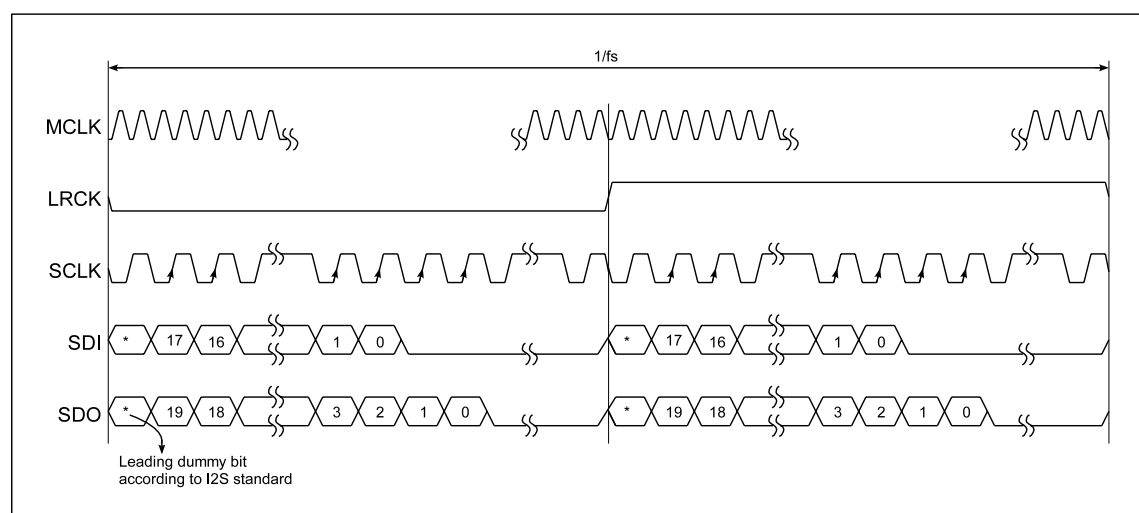 1/fs
MCLK
LRCK
SCLK
SDI * 17 16 1 0 * 17 16 1 0
SDO * 19 18 3 2 1 0 * 19 18 3 2 1 0
Leading dummy bit
according to I2S standard